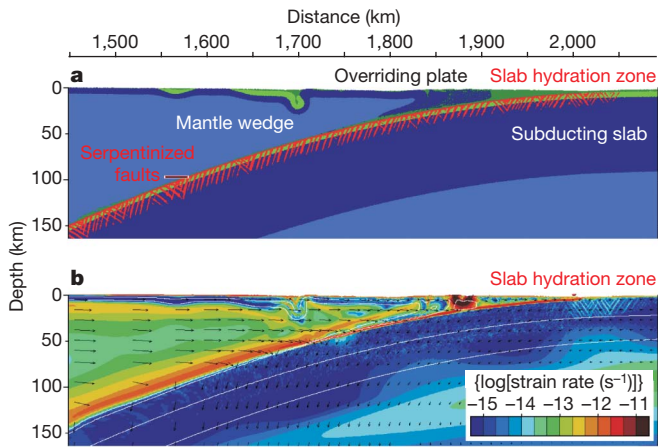 Distance (km)
1,500 1,600 1,700 1,800 1,900 2,000
a
Overriding plate Slab hydration zone
0
Mantle wedge
50
Subducting slab
Serpentinized
faults
100
150
Depth (km)
b
Slab hydration zone
0
50
100
{log[strain rate (s⁻¹)]}
−15 −14 −13 −12 −11
150